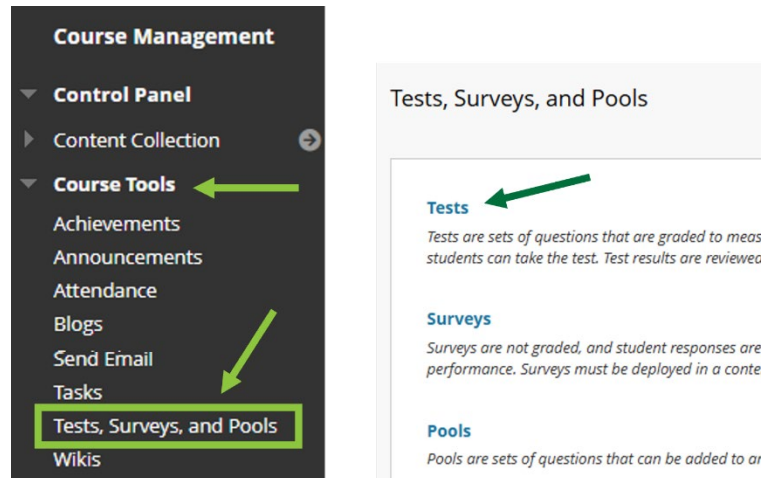 Course Management
Control Panel
Content Collection
Course Tools
Achievements
Announcements
Attendance
Blogs
Send Email
Tasks
Tests, Surveys, and Pools
Wikis
Tests, Surveys, and Pools
Tests
Tests are sets of questions that are graded to meas
students can take the test. Test results are reviewed
Surveys
Surveys are not graded, and student responses are
performance. Surveys must be deployed in a conte
Pools
Pools are sets of questions that can be added to an